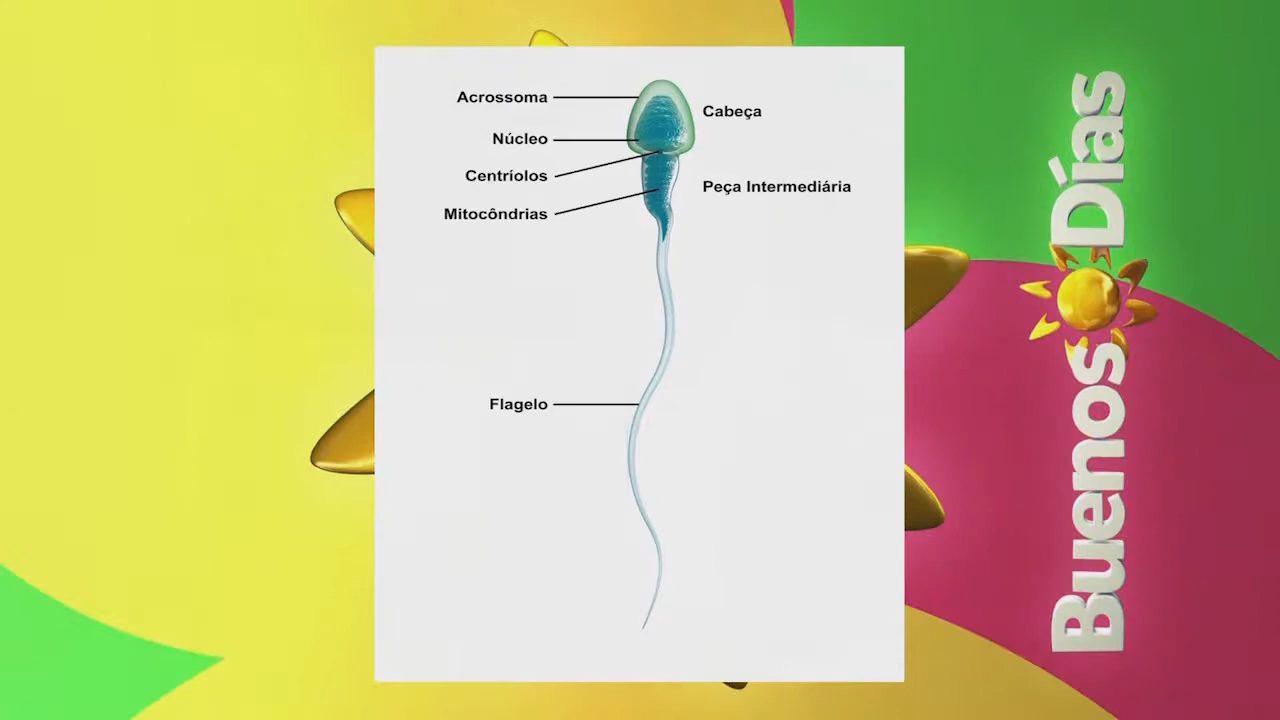 Acrossoma
Cabeça
Núcleo
Centríolos
Peça Intermediária
Mitocôndrias
Flagelo
Buenos Días